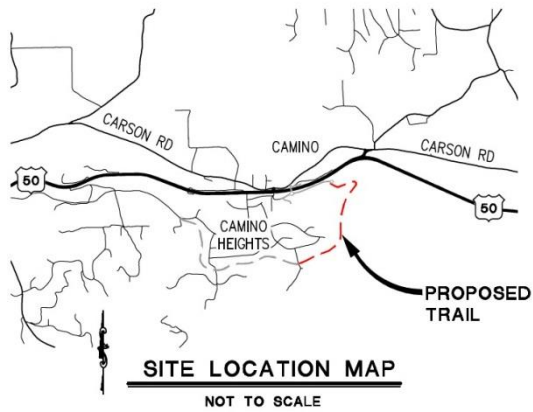 CARSON RD
CAMINO
CARSON RD
50
50
CAMINO
HEIGHTS
PROPOSED
TRAIL
SITE LOCATION MAP
NOT TO SCALE